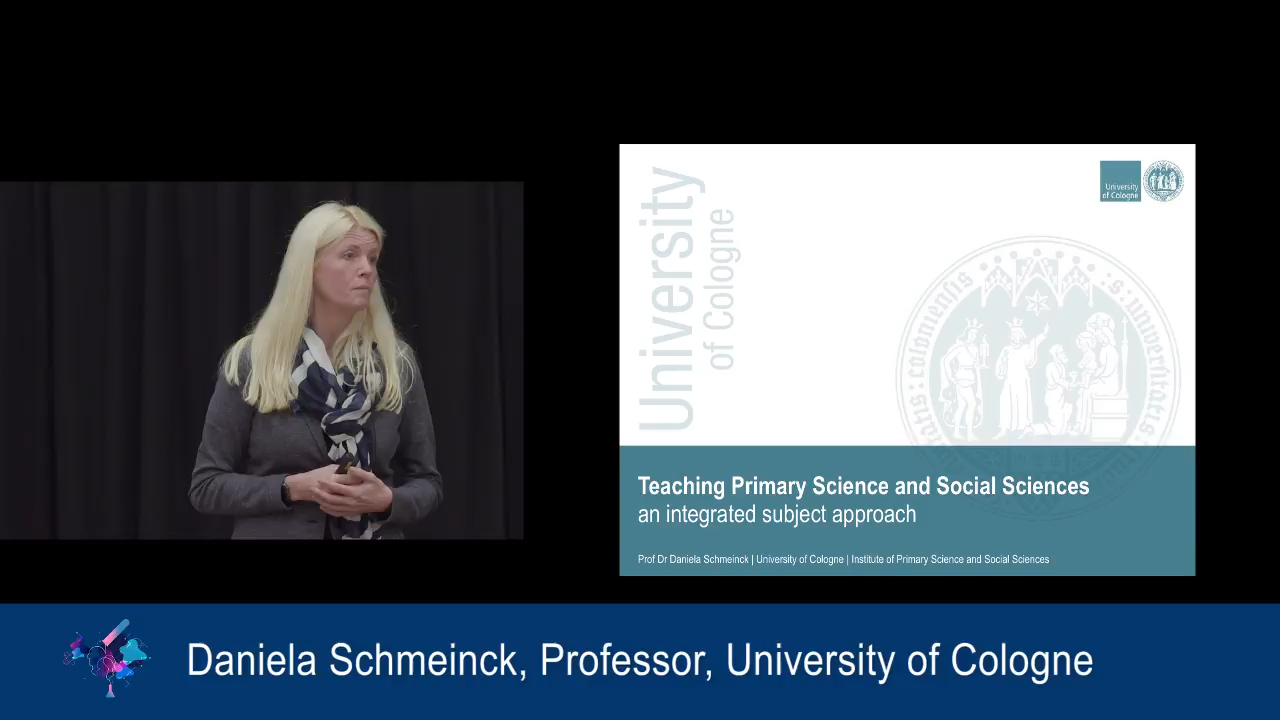 University
of Cologne
University
of Cologne
Teaching Primary Science and Social Sciences
an integrated subject approach
Prof Dr Daniela Schmeinck | University of Cologne | Institute of Primary Science and Social Sciences
Daniela Schmeinck, Professor, University of Cologne